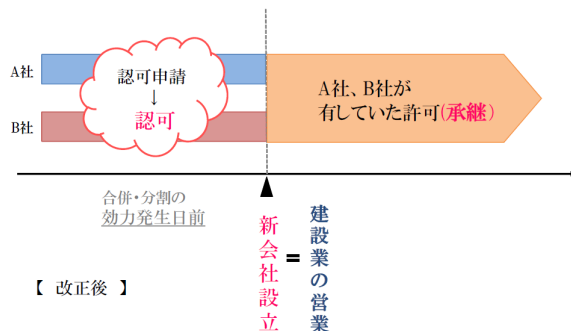 A社
B社
認可申請
↓
認可
A社、B社が
有していた許可(承継)
合併・分割の
効力発生日前
新会社設立
=
建設業の営業
【 改正後 】